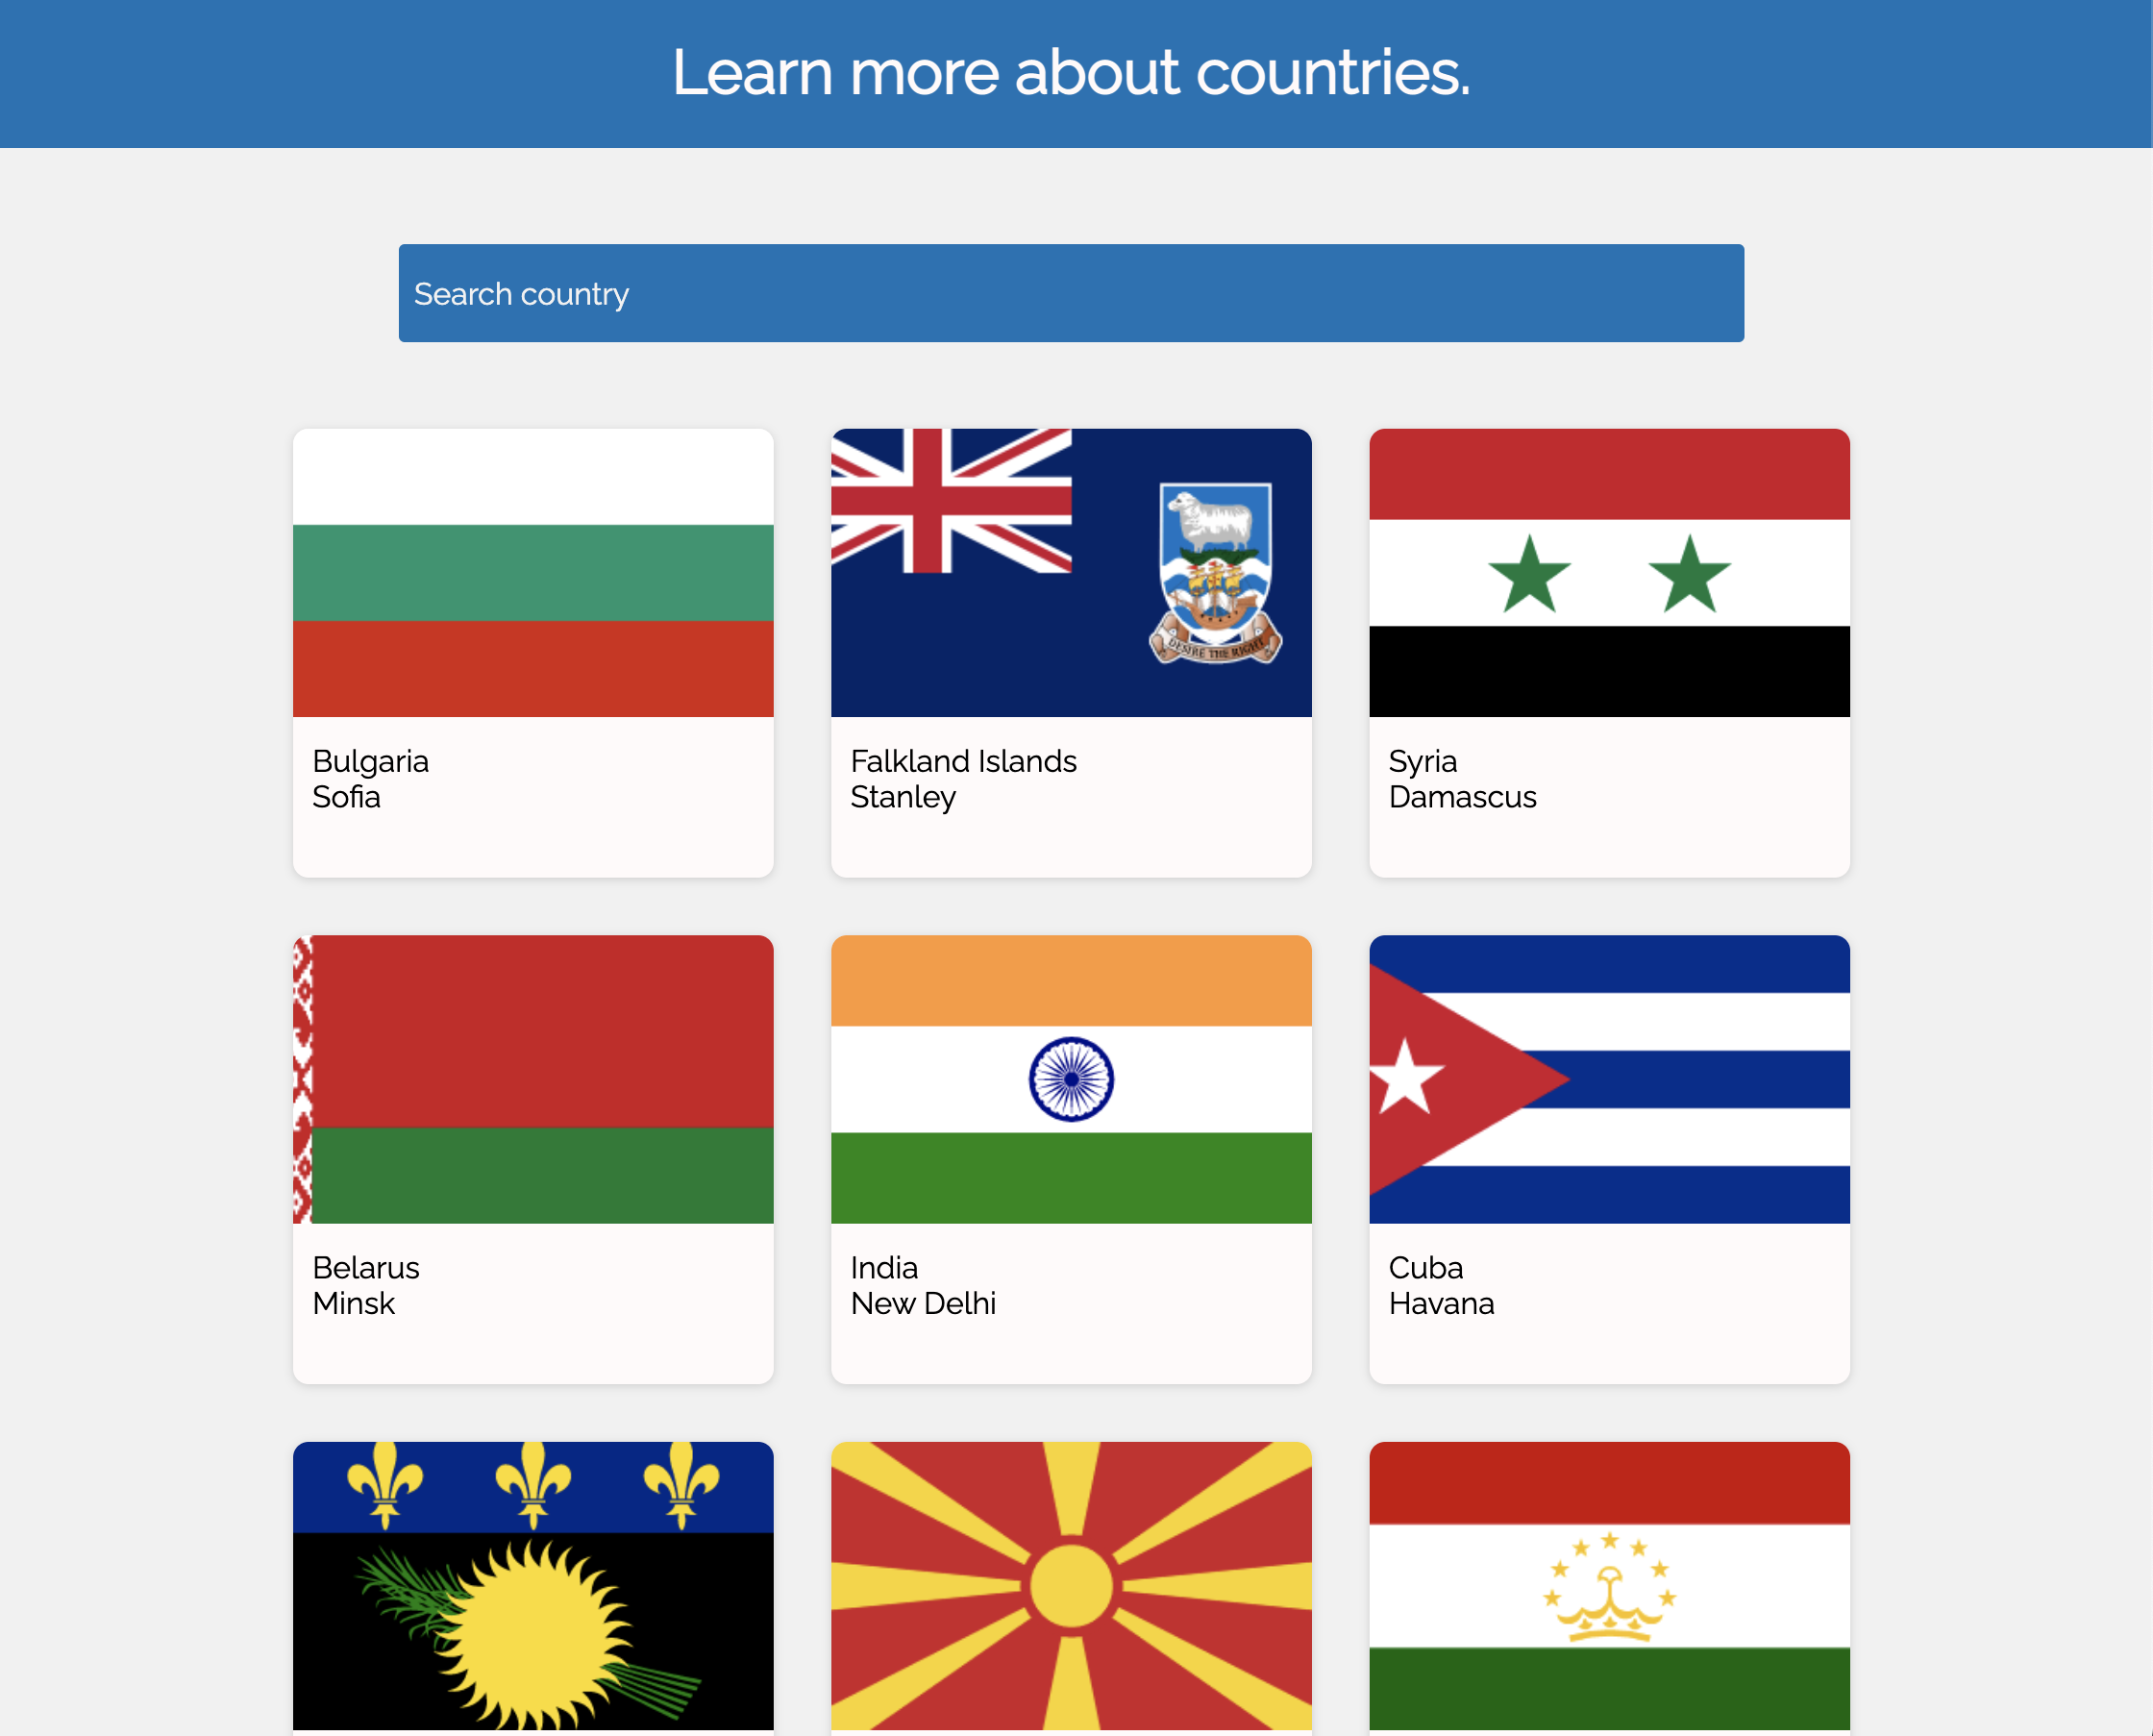 Learn more about countries.
Search country
Bulgaria
Sofia
Falkland Islands
Stanley
DESIRE THE RIGHT
Syria
Damascus
Belarus
Minsk
India
New Delhi
Cuba
Havana